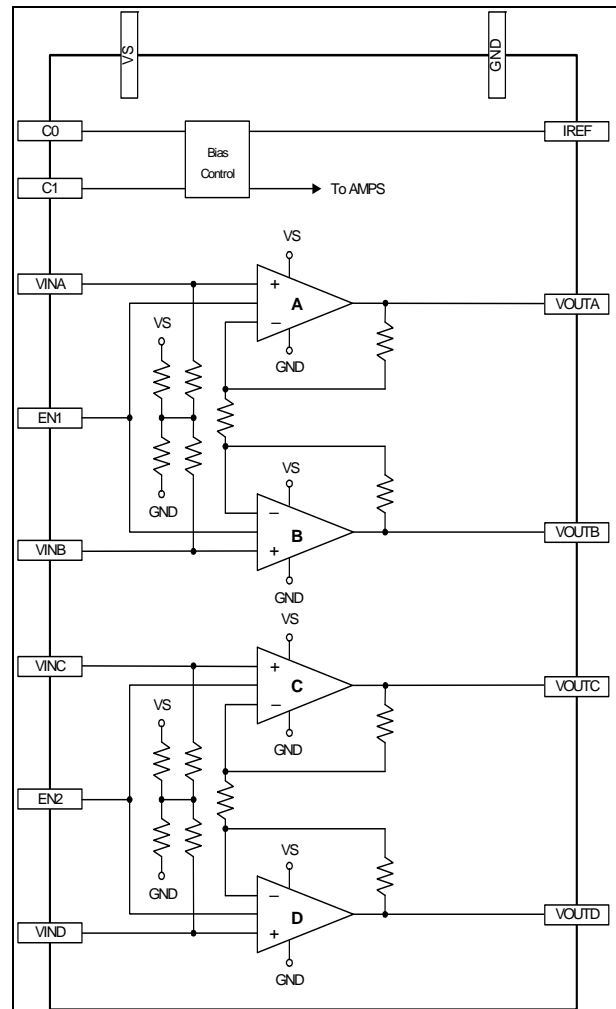 VS
GND
C0
Bias
Control
IREF
C1
To AMPS
VS
VINA
+
A
VOUTA
−
VS
GND
EN1
VS
−
GND
B
VOUTB
VINB
+
GND
VS
VINC
+
C
VOUTC
−
VS
GND
EN2
VS
GND
−
D
VOUTD
VIND
+
GND